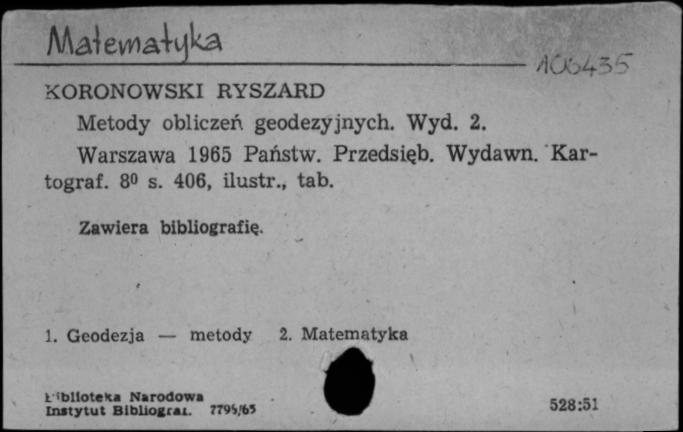 Matematyka
106435
KORONOWSKI RYSZARD
Metody obliczeń geodezyjnych. Wyd. 2.
Warszawa 1965 Państw. Przedsięb. Wydawn. Kar-
tograf. 8⁰ s. 406, ilustr., tab.
Zawiera bibliografię.
1. Geodezja — metody 2. Matematyka
Biblioteka Narodowa
Instytut Bibliograf. 7795/65
528:51